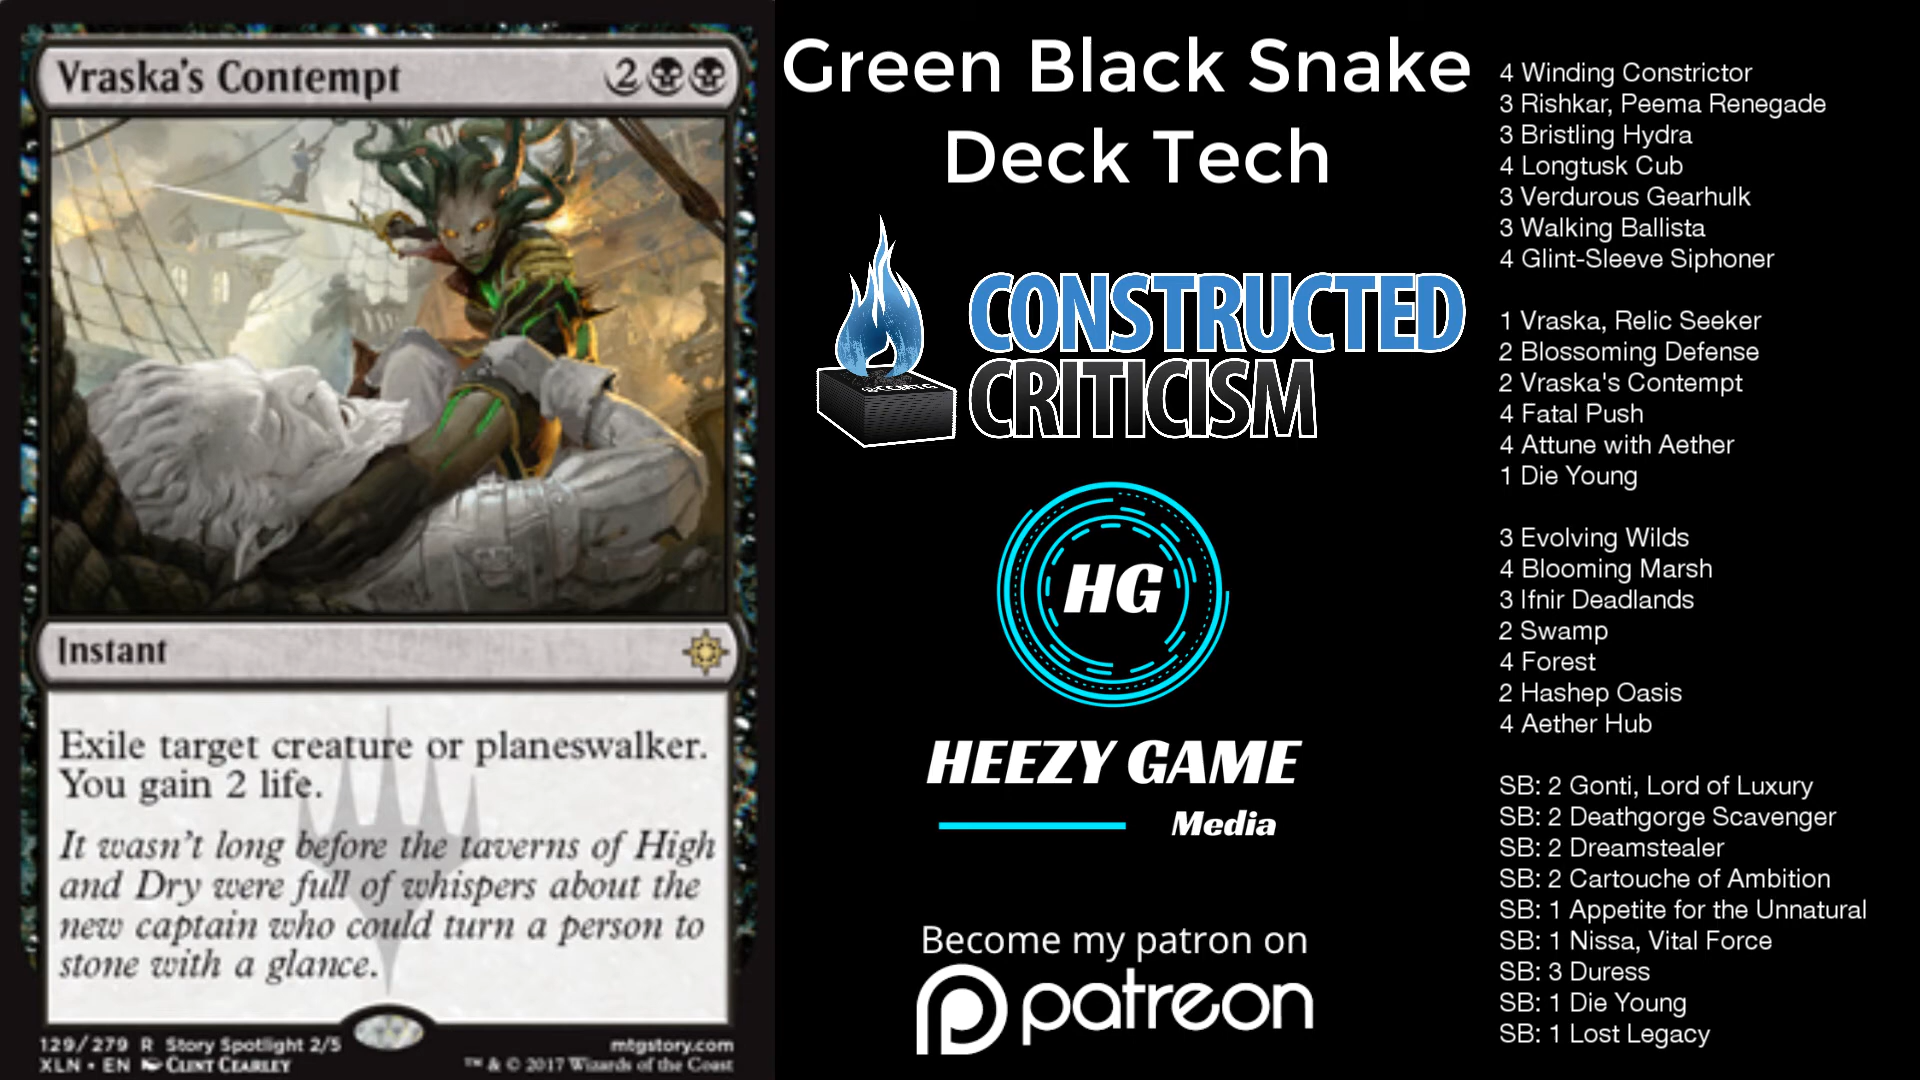 Vraska's Contempt 2
Instant
Exile target creature or planeswalker.
You gain 2 life.
It wasn't long before the taverns of High
and Dry were full of whispers about the
new captain who could turn a person to
stone with a glance.
129/279 R Story Spotlight 2/5
XLN • EN CLINT CEARLEY
mtgstory.com
™ & © 2017 Wizards of the Coast
Green Black Snake
Deck Tech
CONSTRUCTED
CRITICISM
HG
HEEZY GAME
Media
Become my patron on
patreon
4 Winding Constrictor
3 Rishkar, Peema Renegade
3 Bristling Hydra
4 Longtusk Cub
3 Verdurous Gearhulk
3 Walking Ballista
4 Glint-Sleeve Siphoner
1 Vraska, Relic Seeker
2 Blossoming Defense
2 Vraska's Contempt
4 Fatal Push
4 Attune with Aether
1 Die Young
3 Evolving Wilds
4 Blooming Marsh
3 Ifnir Deadlands
2 Swamp
4 Forest
2 Hashep Oasis
4 Aether Hub
SB: 2 Gonti, Lord of Luxury
SB: 2 Deathgorge Scavenger
SB: 2 Dreamstealer
SB: 2 Cartouche of Ambition
SB: 1 Appetite for the Unnatural
SB: 1 Nissa, Vital Force
SB: 3 Duress
SB: 1 Die Young
SB: 1 Lost Legacy